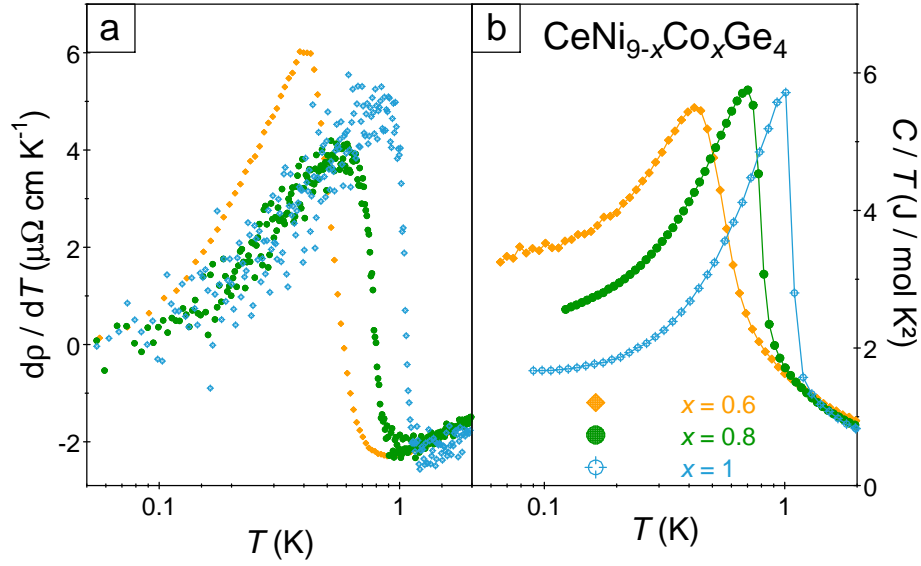 a
6
4
2
0
-2
dρ / dT (μΩ cm K⁻¹)
0.1 1
T (K)
b
CeNi₉₋ₓCoₓGe₄
6
4
2
0
C / T (J / mol K²)
x = 0.6
x = 0.8
x = 1
0.1 1
T (K)